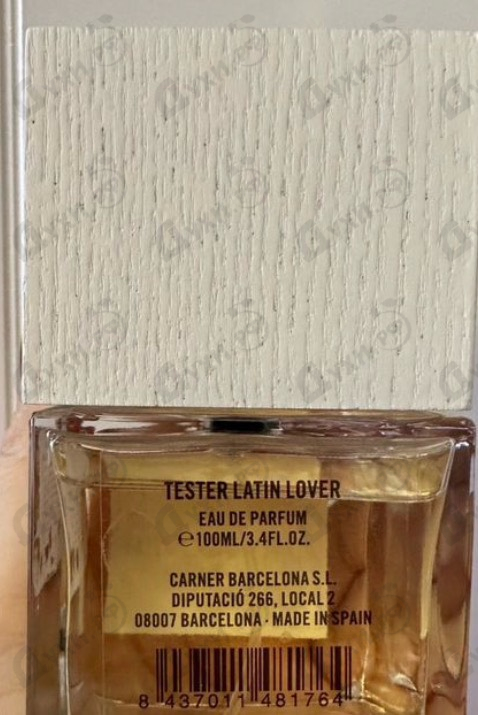 TESTER LATIN LOVER
EAU DE PARFUM
℮100ML/3.4FL.OZ.
CARNER BARCELONA S.L.
DIPUTACIÓ 266, LOCAL 2
08007 BARCELONA · MADE IN SPAIN
8 437011 481764